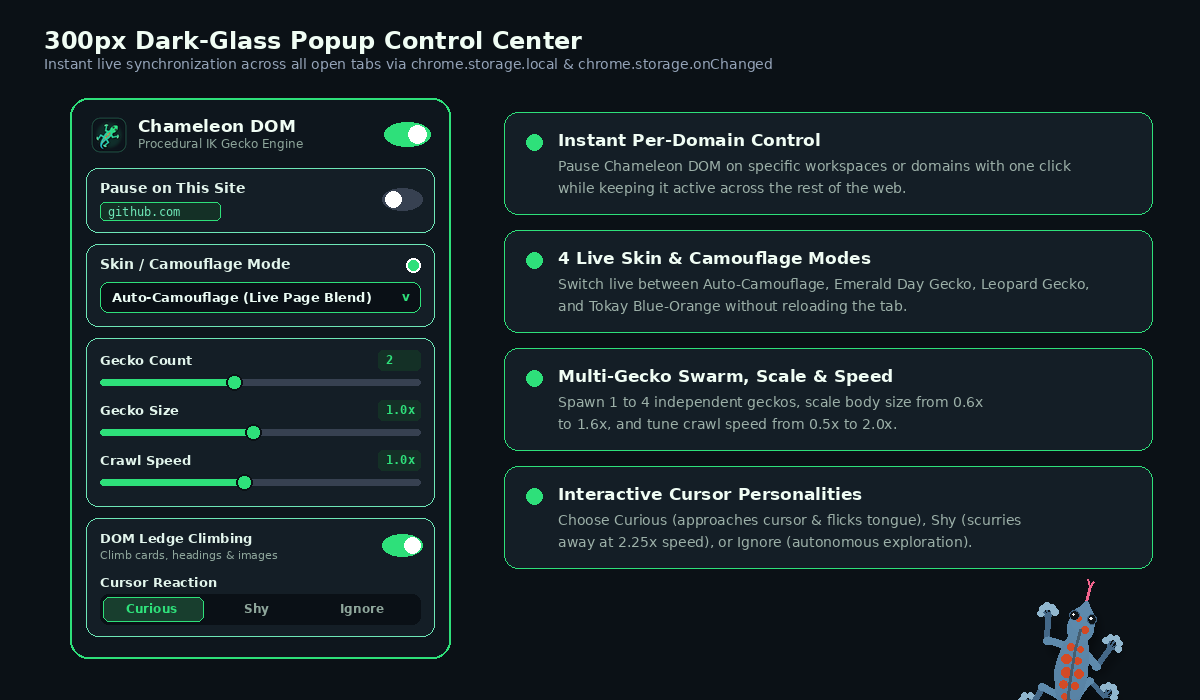 300px Dark-Glass Popup Control Center
Instant live synchronization across all open tabs via chrome.storage.local & chrome.storage.onChanged
Chameleon DOM
Procedural IK Gecko Engine
Pause on This Site
github.com
Skin / Camouflage Mode
Auto-Camouflage (Live Page Blend) v
Gecko Count 2
Gecko Size 1.0x
Crawl Speed 1.0x
DOM Ledge Climbing
Climb cards, headings & images
Cursor Reaction
Curious Shy Ignore
Instant Per-Domain Control
Pause Chameleon DOM on specific workspaces or domains with one click
while keeping it active across the rest of the web.
4 Live Skin & Camouflage Modes
Switch live between Auto-Camouflage, Emerald Day Gecko, Leopard Gecko,
and Tokay Blue-Orange without reloading the tab.
Multi-Gecko Swarm, Scale & Speed
Spawn 1 to 4 independent geckos, scale body size from 0.6x
to 1.6x, and tune crawl speed from 0.5x to 2.0x.
Interactive Cursor Personalities
Choose Curious (approaches cursor & flicks tongue), Shy (scurries
away at 2.25x speed), or Ignore (autonomous exploration).